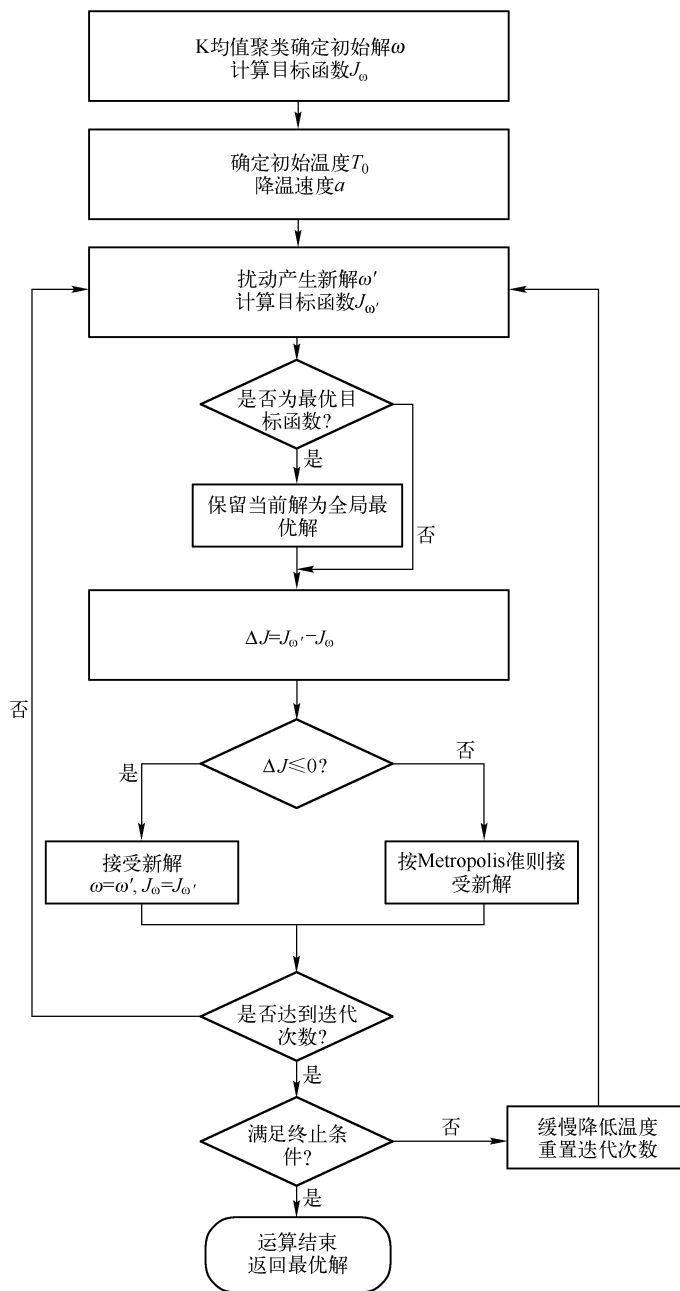 K均值聚类确定初始解ω
计算目标函数Jω
确定初始温度T0
降温速度a
扰动产生新解ω′
计算目标函数Jω′
是否为最优目
标函数?
是
保留当前解为全局最
优解
否
ΔJ=Jω′−Jω
否
ΔJ≤0?
是
否
接受新解
ω=ω′, Jω=Jω′
按Metropolis准则接
受新解
是否达到迭代
次数?
是
满足终止条
件?
否
缓慢降低温度
重置迭代次数
是
运算结束
返回最优解